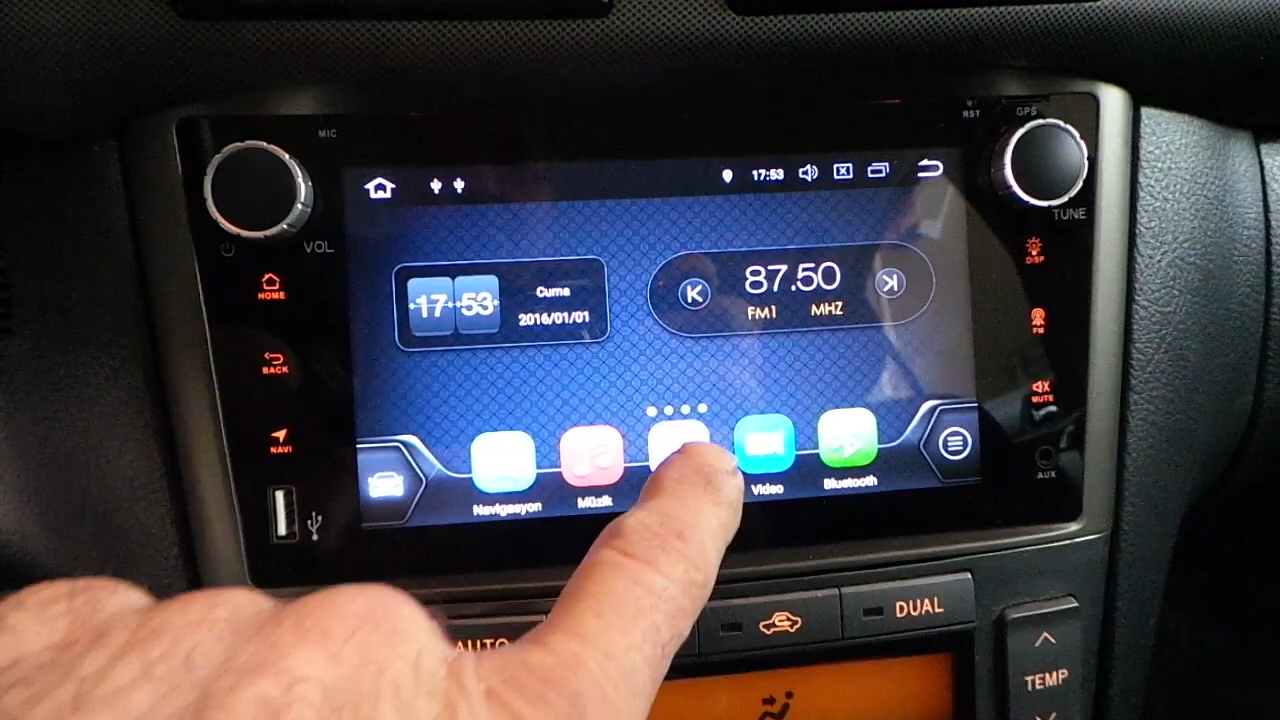 MIC
RST
GPS
VOL
TUNE
17:53
HOME
DISP
17 53
Cuma
2016/01/01
87.50
FM1 MHZ
BACK
FM
MUTE
NAVI
AUX
Navigasyon
Müzik
Video
Bluetooth
AUTO
DUAL
TEMP